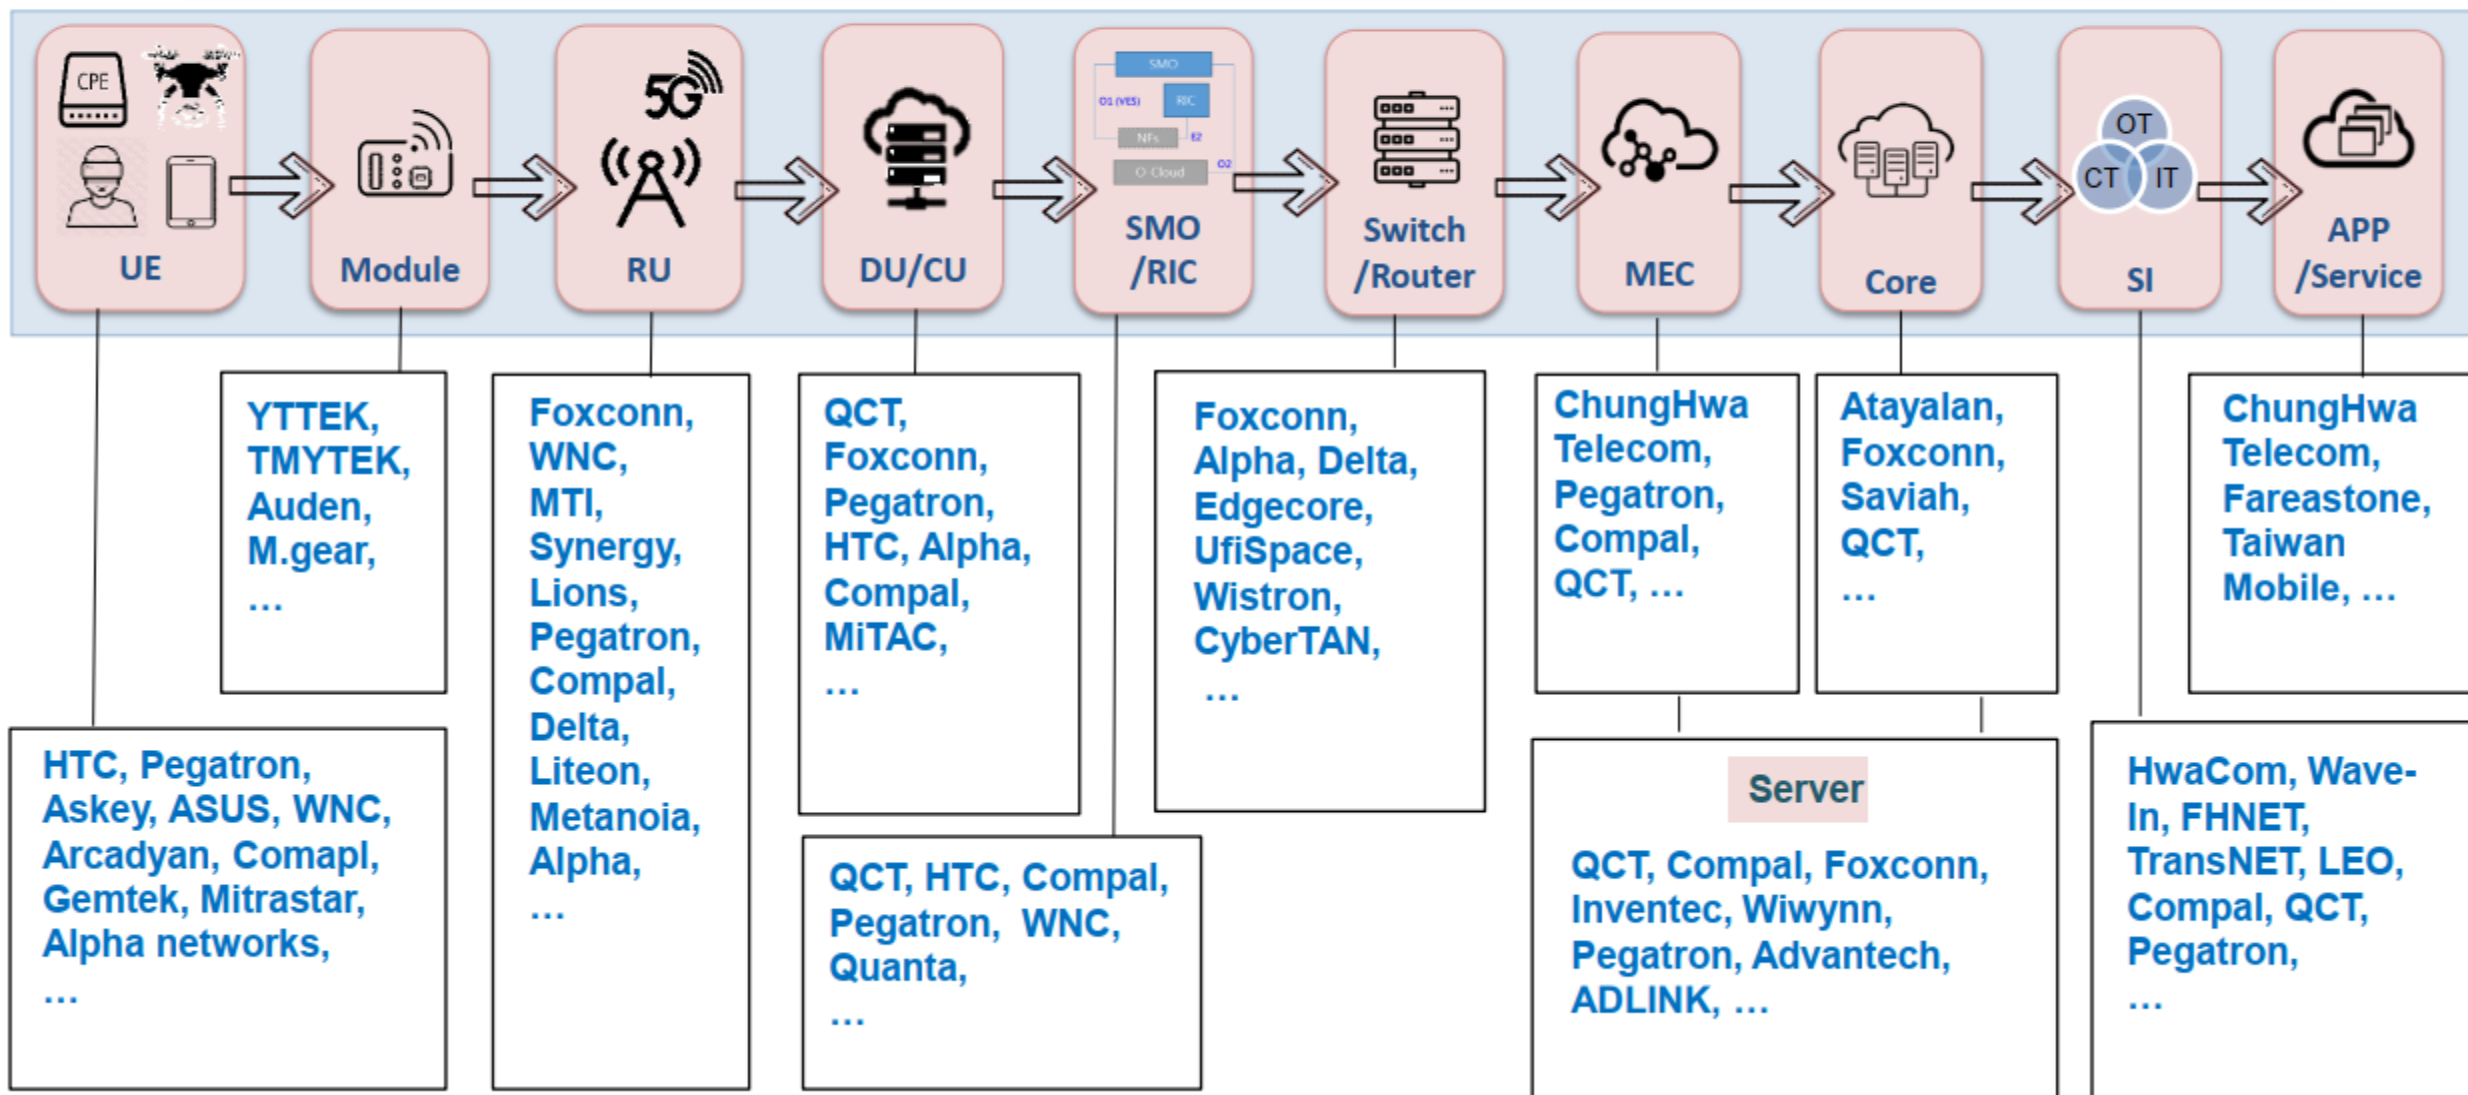 CPE
UE
Module
5G
RU
DU/CU
SMO
O1 (VES)
RIC
NFs
E2
O2
O-Cloud
SMO
/RIC
Switch
/Router
MEC
Core
OT
CT
IT
SI
APP
/Service
YTTEK,
TMYTEK,
Auden,
M.gear,
...
Foxconn,
WNC,
MTI,
Synergy,
Lions,
Pegatron,
Compal,
Delta,
Liteon,
Metanoia,
Alpha,
...
QCT,
Foxconn,
Pegatron,
HTC, Alpha,
Compal,
MiTAC,
...
Foxconn,
Alpha, Delta,
Edgecore,
UfiSpace,
Wistron,
CyberTAN,
...
ChungHwa
Telecom,
Pegatron,
Compal,
QCT, ...
Atayalan,
Foxconn,
Saviah,
QCT,
...
ChungHwa
Telecom,
Fareastone,
Taiwan
Mobile, ...
HTC, Pegatron,
Askey, ASUS, WNC,
Arcadyan, Comapl,
Gemtek, Mitrastar,
Alpha networks,
...
QCT, HTC, Compal,
Pegatron, WNC,
Quanta,
...
Server
QCT, Compal, Foxconn,
Inventec, Wiwynn,
Pegatron, Advantech,
ADLINK, ...
HwaCom, Wave-
In, FHNET,
TransNET, LEO,
Compal, QCT,
Pegatron,
...